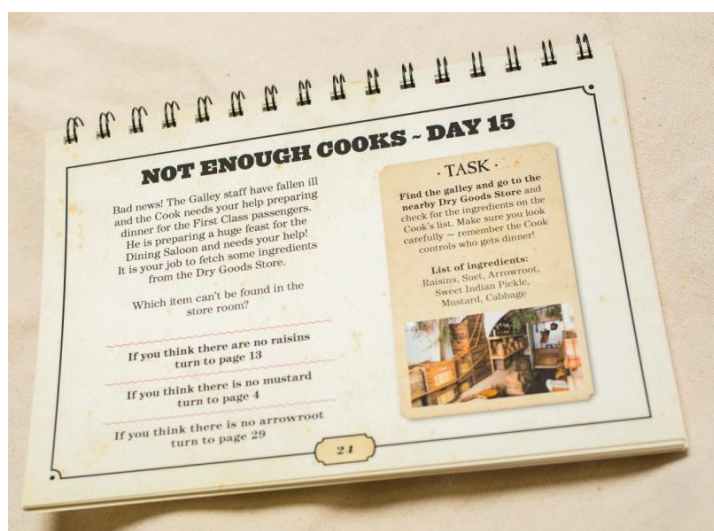 NOT ENOUGH COOKS ~ DAY 15
Bad news! The Galley staff have fallen ill
and the Cook needs your help preparing
dinner for the First Class passengers.
He is preparing a huge feast for the
Dining Saloon and needs your help!
It is your job to fetch some ingredients
from the Dry Goods Store.
Which item can't be found in the
store room?
If you think there are no raisins
turn to page 13
If you think there is no mustard
turn to page 4
If you think there is no arrowroot
turn to page 29
· TASK ·
Find the galley and go to the
nearby Dry Goods Store and
check for the ingredients on the
Cook's list. Make sure you look
carefully ~ remember the Cook
controls who gets dinner!
List of ingredients:
Raisins, Suet, Arrowroot,
Sweet Indian Pickle,
Mustard, Cabbage
24